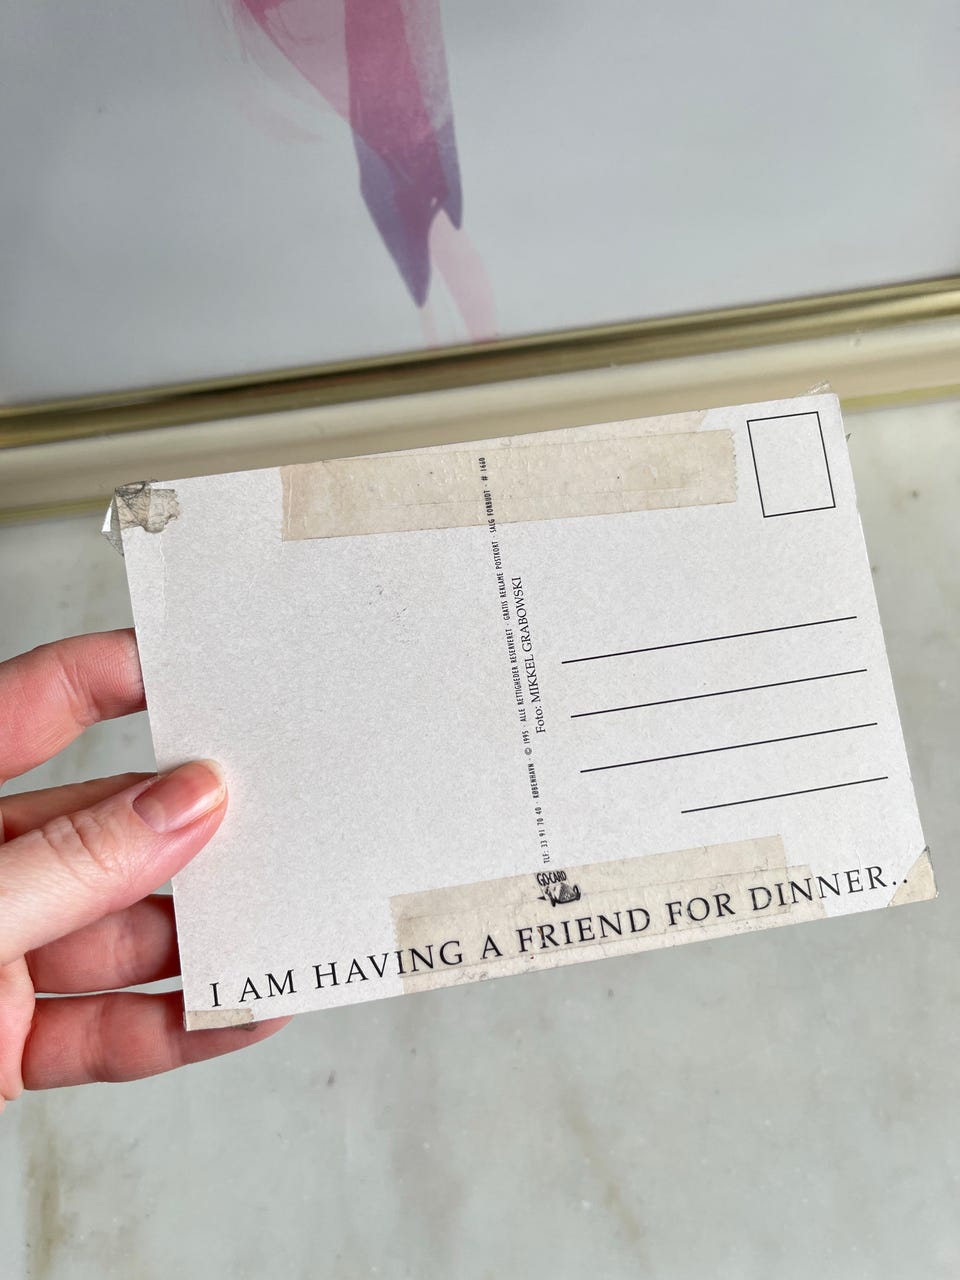 TLF: 33 91 70 40 · KØBENHAVN · © 1995 · ALLE RETTIGHEDER RESERVERET · GRATIS REKLAME POSTKORT · SALG FORBUDT · # 1660
Foto: MIKKEL GRABOWSKI
GO-CARD
I AM HAVING A FRIEND FOR DINNER..